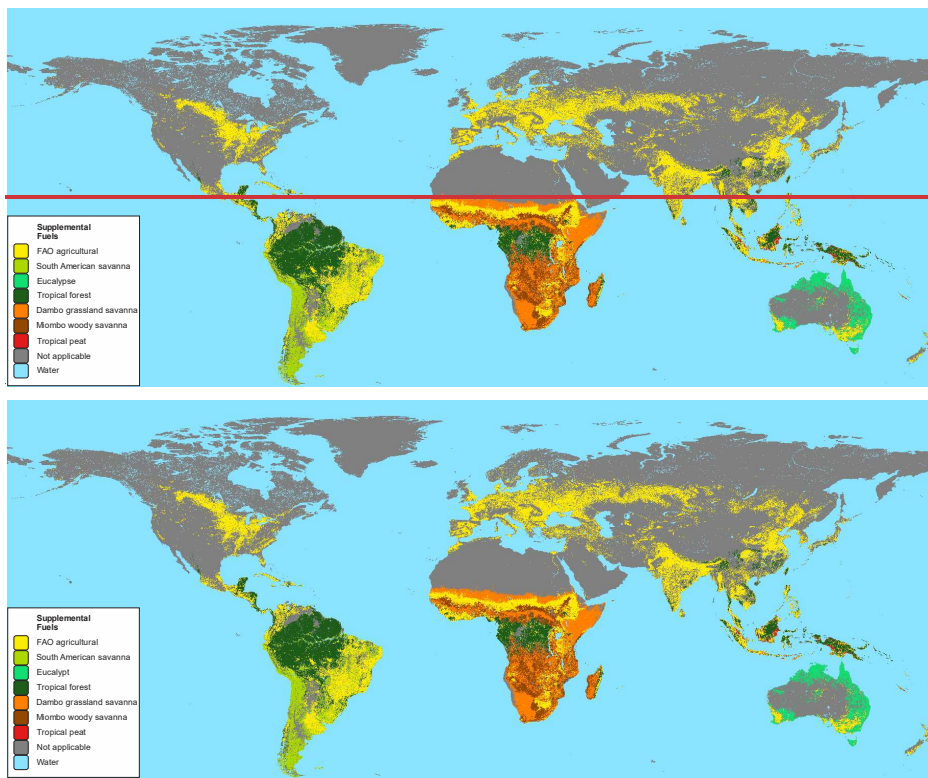 Supplemental
Fuels
FAO agricultural
South American savanna
Eucalypse
Tropical forest
Dambo grassland savanna
Miombo woody savanna
Tropical peat
Not applicable
Water
Supplemental
Fuels
FAO agricultural
South American savanna
Eucalypt
Tropical forest
Dambo grassland savanna
Miombo woody savanna
Tropical peat
Not applicable
Water